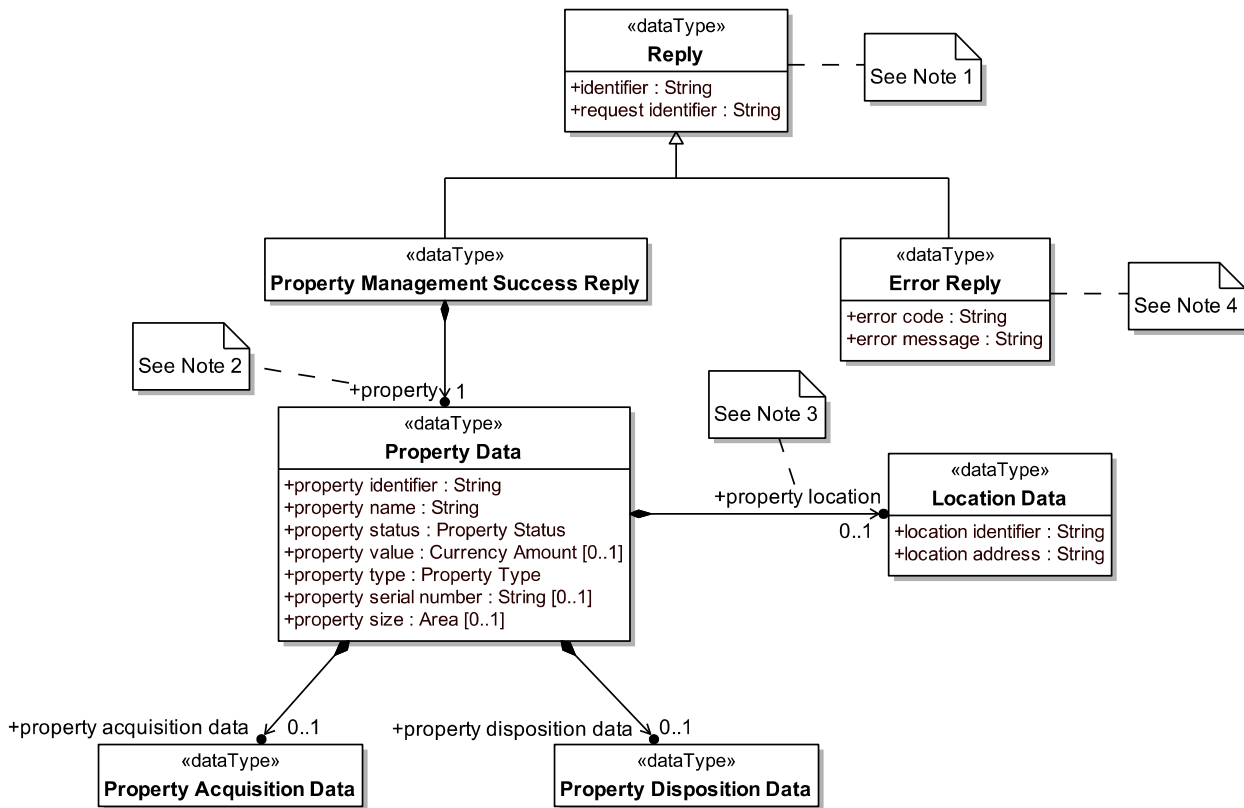 «dataType»
Reply
+identifier : String
+request identifier : String
See Note 1
«dataType»
Property Management Success Reply
«dataType»
Error Reply
+error code : String
+error message : String
See Note 4
See Note 2
+property
1
«dataType»
Property Data
+property identifier : String
+property name : String
+property status : Property Status
+property value : Currency Amount [0..1]
+property type : Property Type
+property serial number : String [0..1]
+property size : Area [0..1]
See Note 3
+property location
0..1
«dataType»
Location Data
+location identifier : String
+location address : String
+property acquisition data
0..1
«dataType»
Property Acquisition Data
+property disposition data
0..1
«dataType»
Property Disposition Data